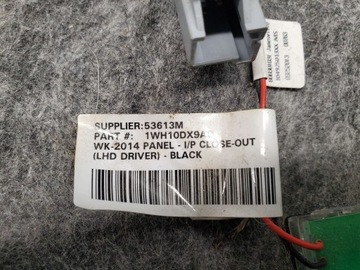 SUPPLIER:53613M
PART #: 1WH10DX9A
WK-2014 PANEL - I/P CLOSE-OUT
(LHD DRIVER) - BLACK